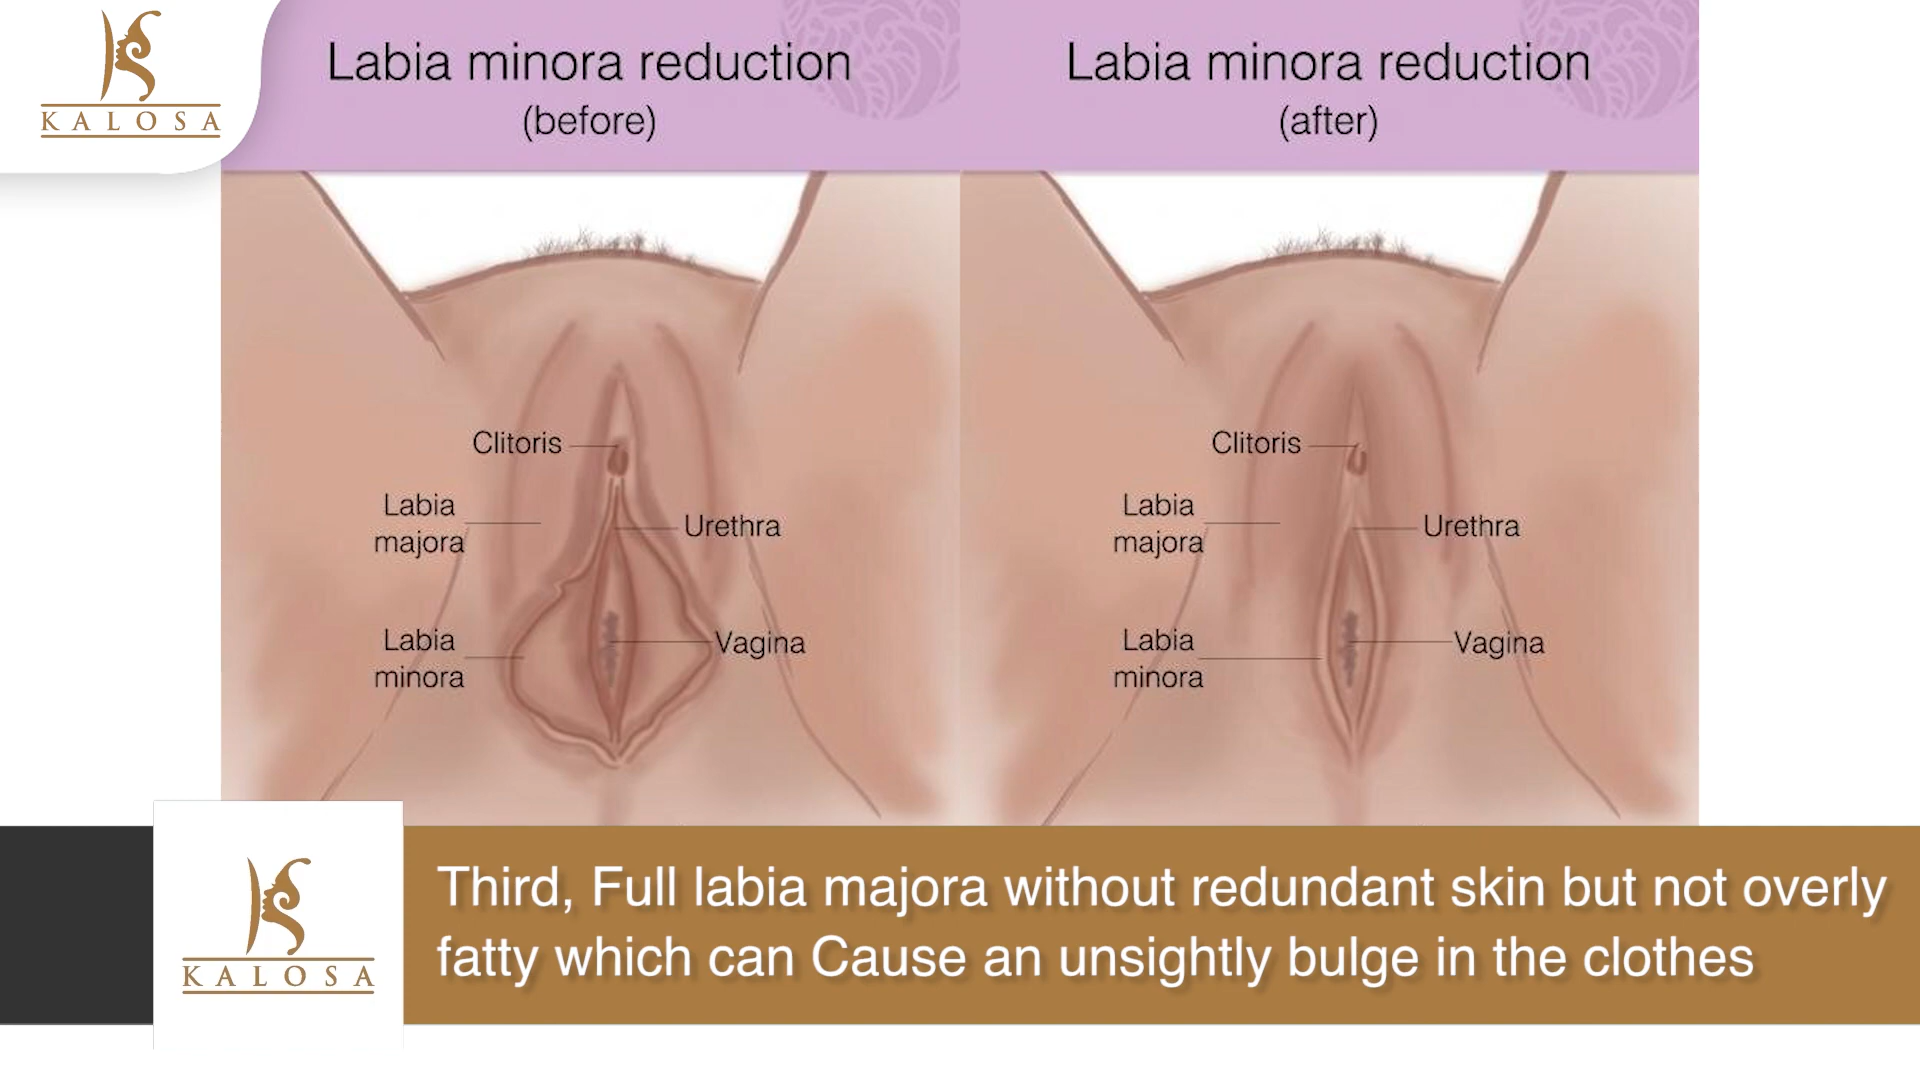 KALOSA
Labia minora reduction
(before)
Labia minora reduction
(after)
Clitoris
Labia
majora
Urethra
Labia
minora
Vagina
Clitoris
Labia
majora
Urethra
Labia
minora
Vagina
KALOSA
Third, Full labia majora without redundant skin but not overly
fatty which can Cause an unsightly bulge in the clothes